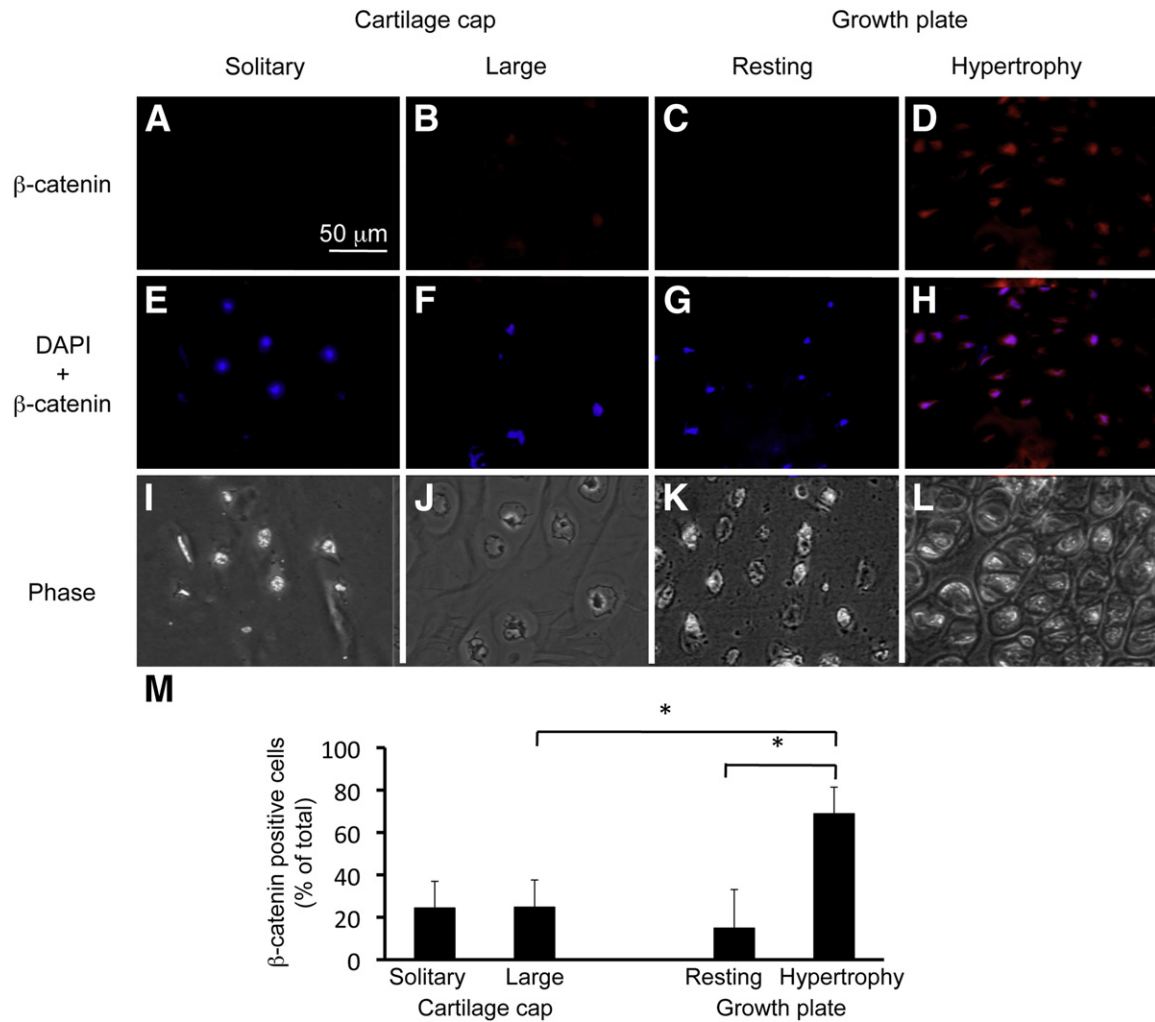 Cartilage cap Growth plate
Solitary Large Resting Hypertrophy
A B C D
β-catenin
50 μm
E F G H
DAPI
+
β-catenin
I J K L
Phase
M
* 
*
β-catenin positive cells
(% of total)
100
80
60
40
20
0
Solitary Large Resting Hypertrophy
Cartilage cap Growth plate